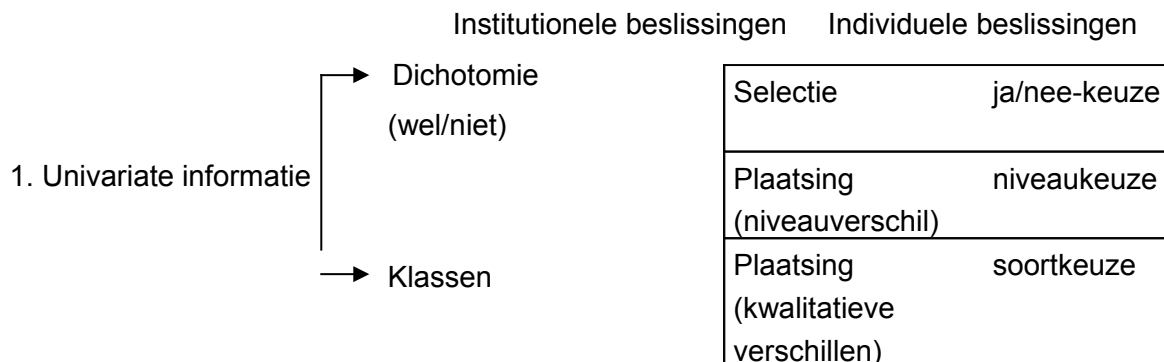 Institutionele beslissingen Individuele beslissingen
Dichotomie
(wel/niet)
Selectie ja/nee-keuze
1. Univariate informatie
Plaatsing niveaukeuze
(niveauverschil)
Klassen
Plaatsing soortkeuze
(kwalitatieve
verschillen)